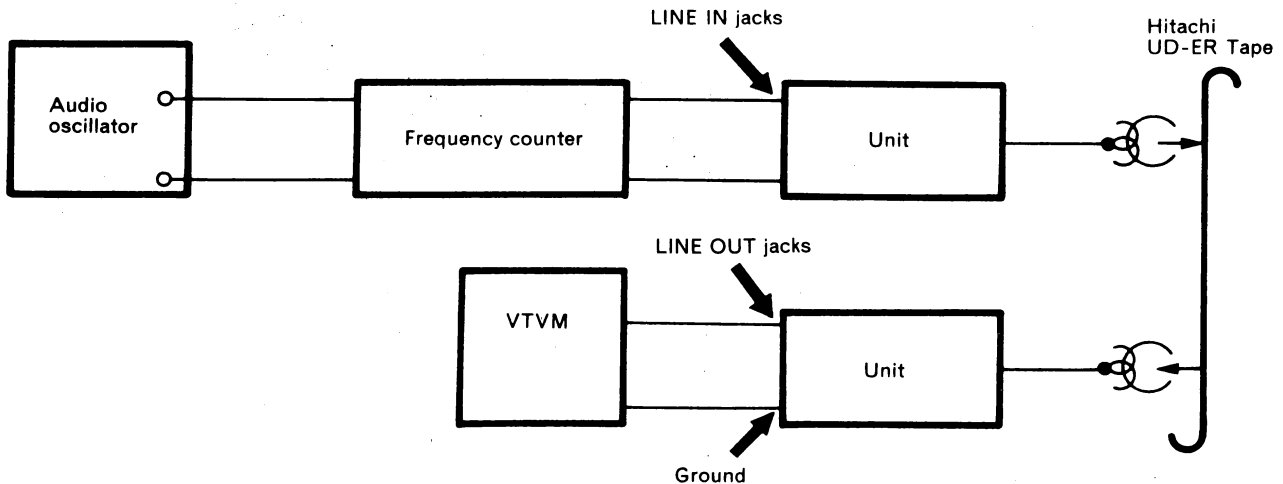 LINE IN jacks
Hitachi
UD-ER Tape
Audio
oscillator
Frequency counter
Unit
LINE OUT jacks
VTVM
Unit
Ground